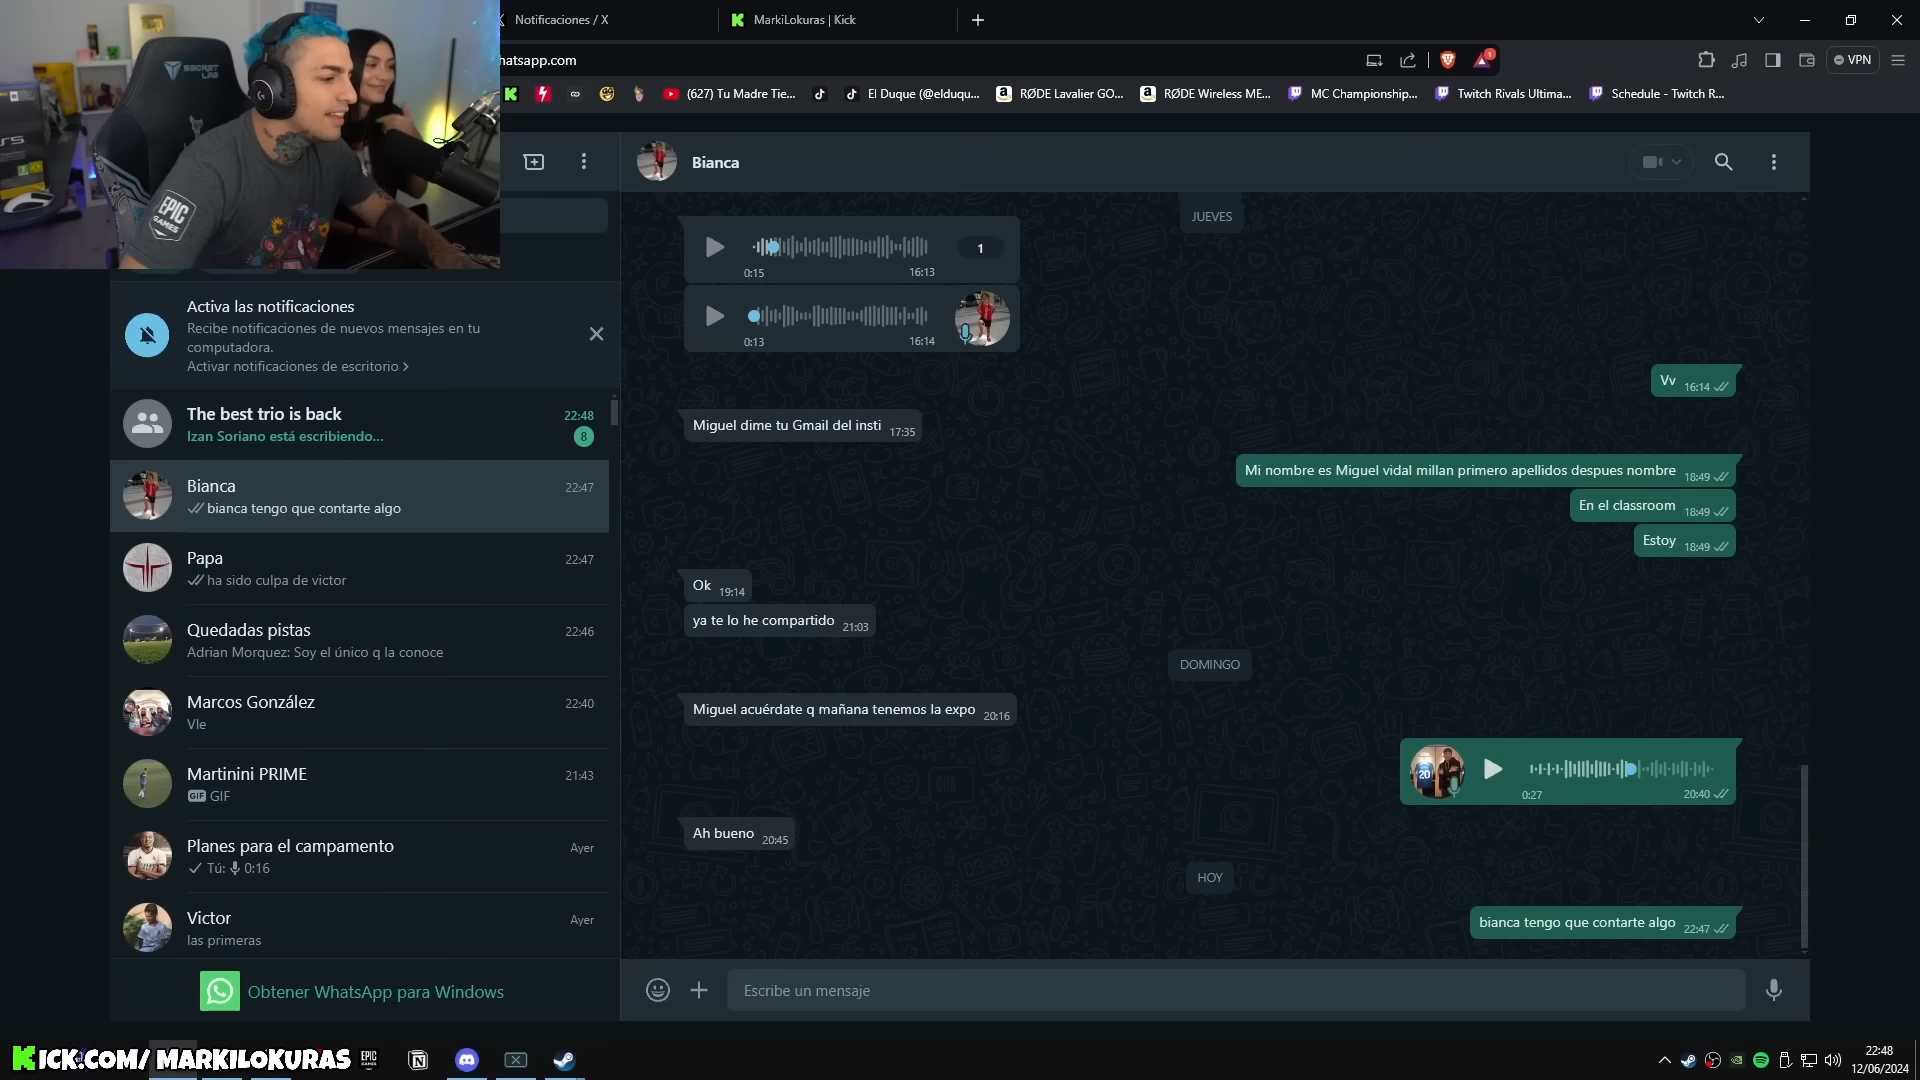 Notificaciones / X
MarkiLokuras | Kick
hatsapp.com
1
VPN
(627) Tu Madre Tie...
El Duque (@elduqu...
RØDE Lavalier GO...
RØDE Wireless ME...
MC Championship...
Twitch Rivals Ultima...
Schedule - Twitch R...
SECRETLAB
EPIC
GAMES
Bianca
JUEVES
1
0:15
16:13
0:13
16:14
Vv 16:14
Miguel dime tu Gmail del insti 17:35
Mi nombre es Miguel vidal millan primero apellidos despues nombre 18:49
En el classroom 18:49
Estoy 18:49
Ok 19:14
ya te lo he compartido 21:03
DOMINGO
Miguel acuérdate q mañana tenemos la expo 20:16
20
0:27
20:40
Ah bueno 20:45
HOY
bianca tengo que contarte algo 22:47
Escribe un mensaje
Activa las notificaciones
Recibe notificaciones de nuevos mensajes en tu
computadora.
Activar notificaciones de escritorio >
The best trio is back 22:48
Izan Soriano está escribiendo... 8
Bianca 22:47
bianca tengo que contarte algo
Papa 22:47
ha sido culpa de victor
Quedadas pistas 22:46
Adrian Morquez: Soy el único q la conoce
Marcos González 22:40
Vle
Martinini PRIME 21:43
GIF GIF
Planes para el campamento Ayer
Tú: 0:16
Victor Ayer
las primeras
Obtener WhatsApp para Windows
KICK.COM/ MARKILOKURAS
EPIC
GAMES
22:48
12/06/2024